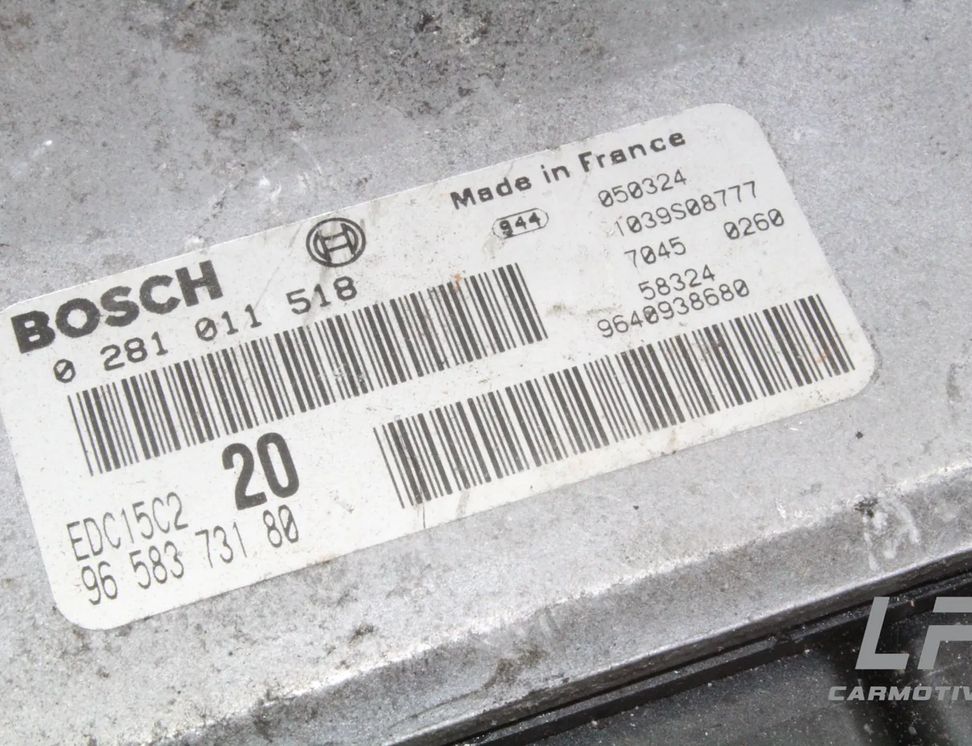 Made in France
944
050324
1039S08777
7045 0260
58324
9640938680
BOSCH
0 281 011 518
20
EDC15C2
96 583 731 80
CARMOTIV